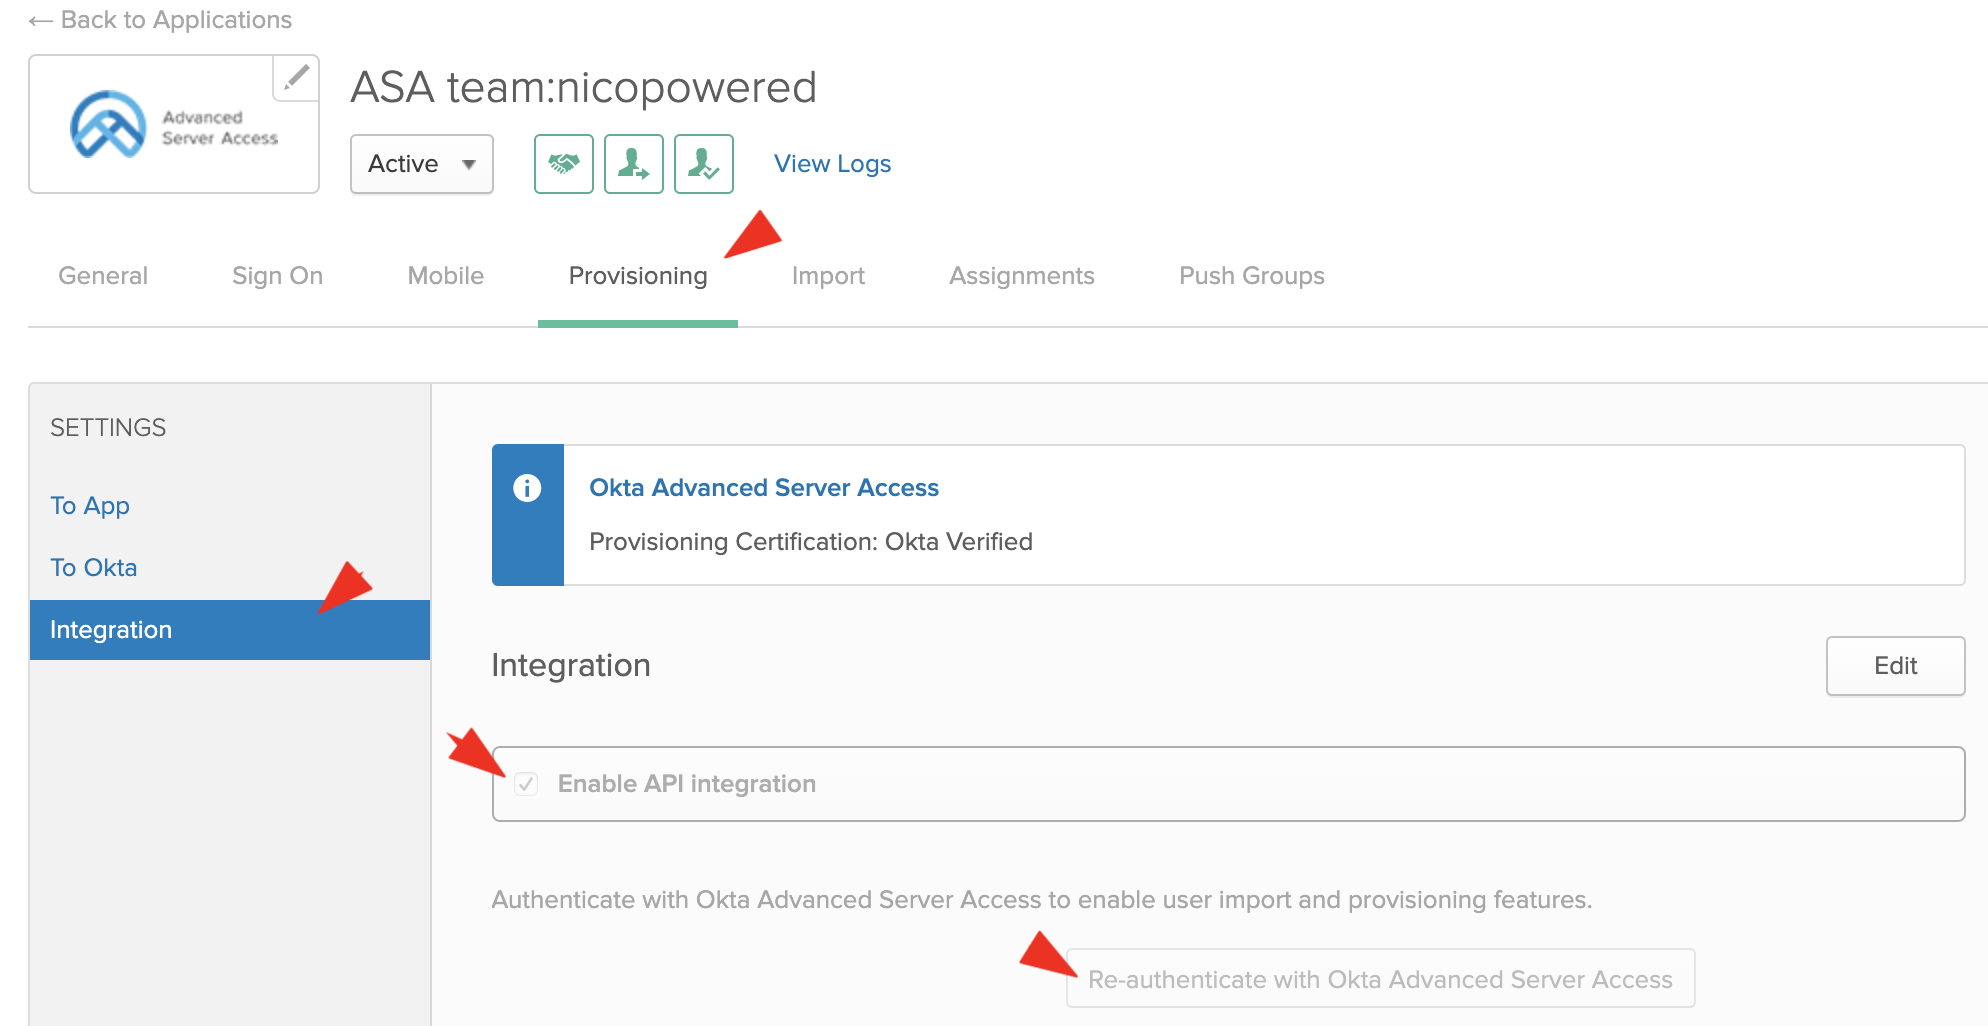 ← Back to Applications
Advanced
Server Access
ASA team:nicopowered
Active
View Logs
General Sign On Mobile Provisioning Import Assignments Push Groups
SETTINGS
To App
To Okta
Integration
Okta Advanced Server Access
Provisioning Certification: Okta Verified
Integration
Edit
Enable API integration
Authenticate with Okta Advanced Server Access to enable user import and provisioning features.
Re-authenticate with Okta Advanced Server Access